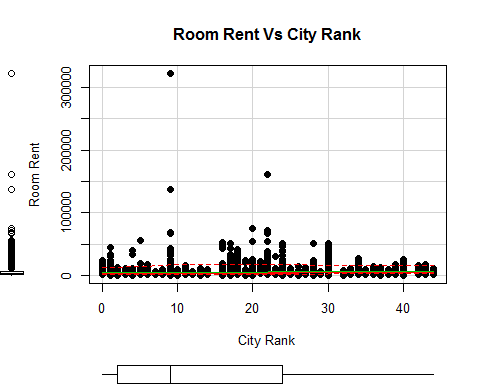 Room Rent Vs City Rank
Room Rent
300000
200000
100000
0
0 10 20 30 40
City Rank